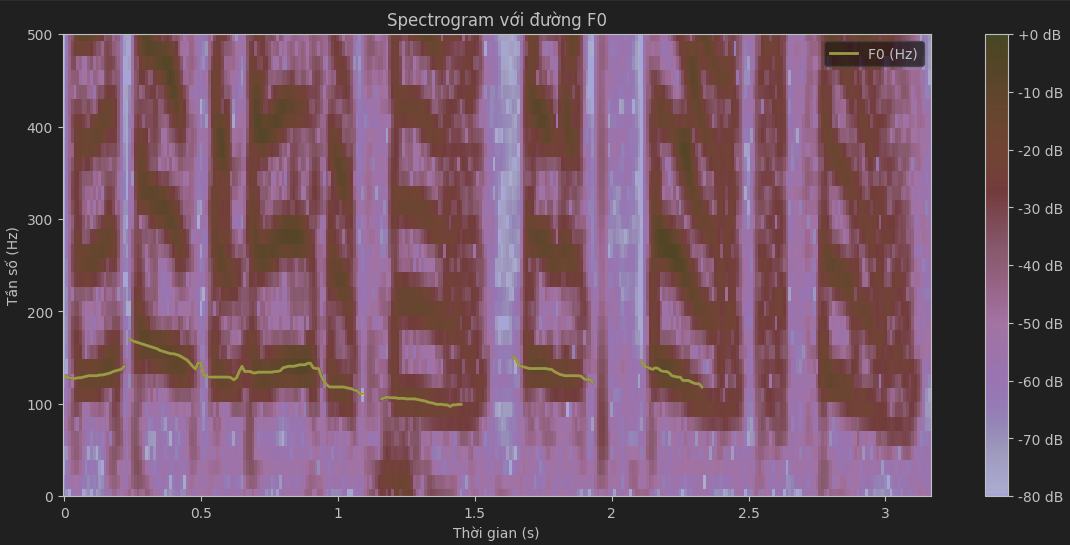 Spectrogram với đường F0
F0 (Hz)
Tần số (Hz)
500
400
300
200
100
0
0
0.5
1
1.5
2
2.5
3
Thời gian (s)
+0 dB
-10 dB
-20 dB
-30 dB
-40 dB
-50 dB
-60 dB
-70 dB
-80 dB